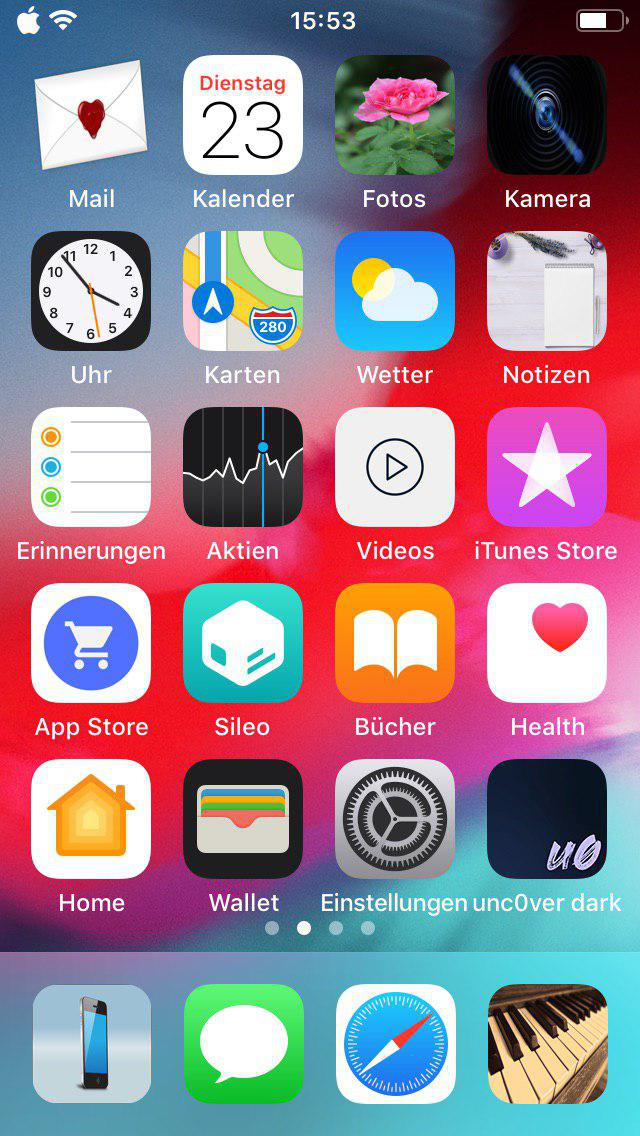 15:53
Dienstag
23
Mail Kalender Fotos Kamera
12
11 1
10 2
9 3
8 4
7 5
6
280
Uhr Karten Wetter Notizen
Erinnerungen Aktien Videos iTunes Store
App Store Sileo Bücher Health
u0
Home Wallet Einstellungen unc0ver dark